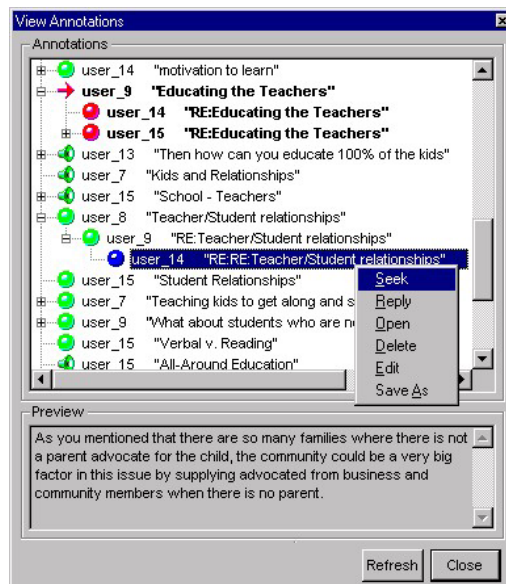 View Annotations
Annotations
user_14 "motivation to learn"
user_9 "Educating the Teachers"
user_14 "RE:Educating the Teachers"
user_15 "RE:Educating the Teachers"
user_13 "Then how can you educate 100% of the kids"
user_7 "Kids and Relationships"
user_15 "School - Teachers"
user_8 "Teacher/Student relationships"
user_9 "RE:Teacher/Student relationships"
user_14 "RE:RE:Teacher/Student relationships"
user_15 "Student Relationships"
user_7 "Teaching kids to get along and s
user_9 "What about students who are n
user_15 "Verbal v. Reading"
user_15 "All-Around Education"
Seek
Reply
Open
Delete
Edit
Save As
Preview
As you mentioned that there are so many families where there is not
a parent advocate for the child, the community could be a very big
factor in this issue by supplying advocated from business and
community members when there is no parent.
Refresh Close